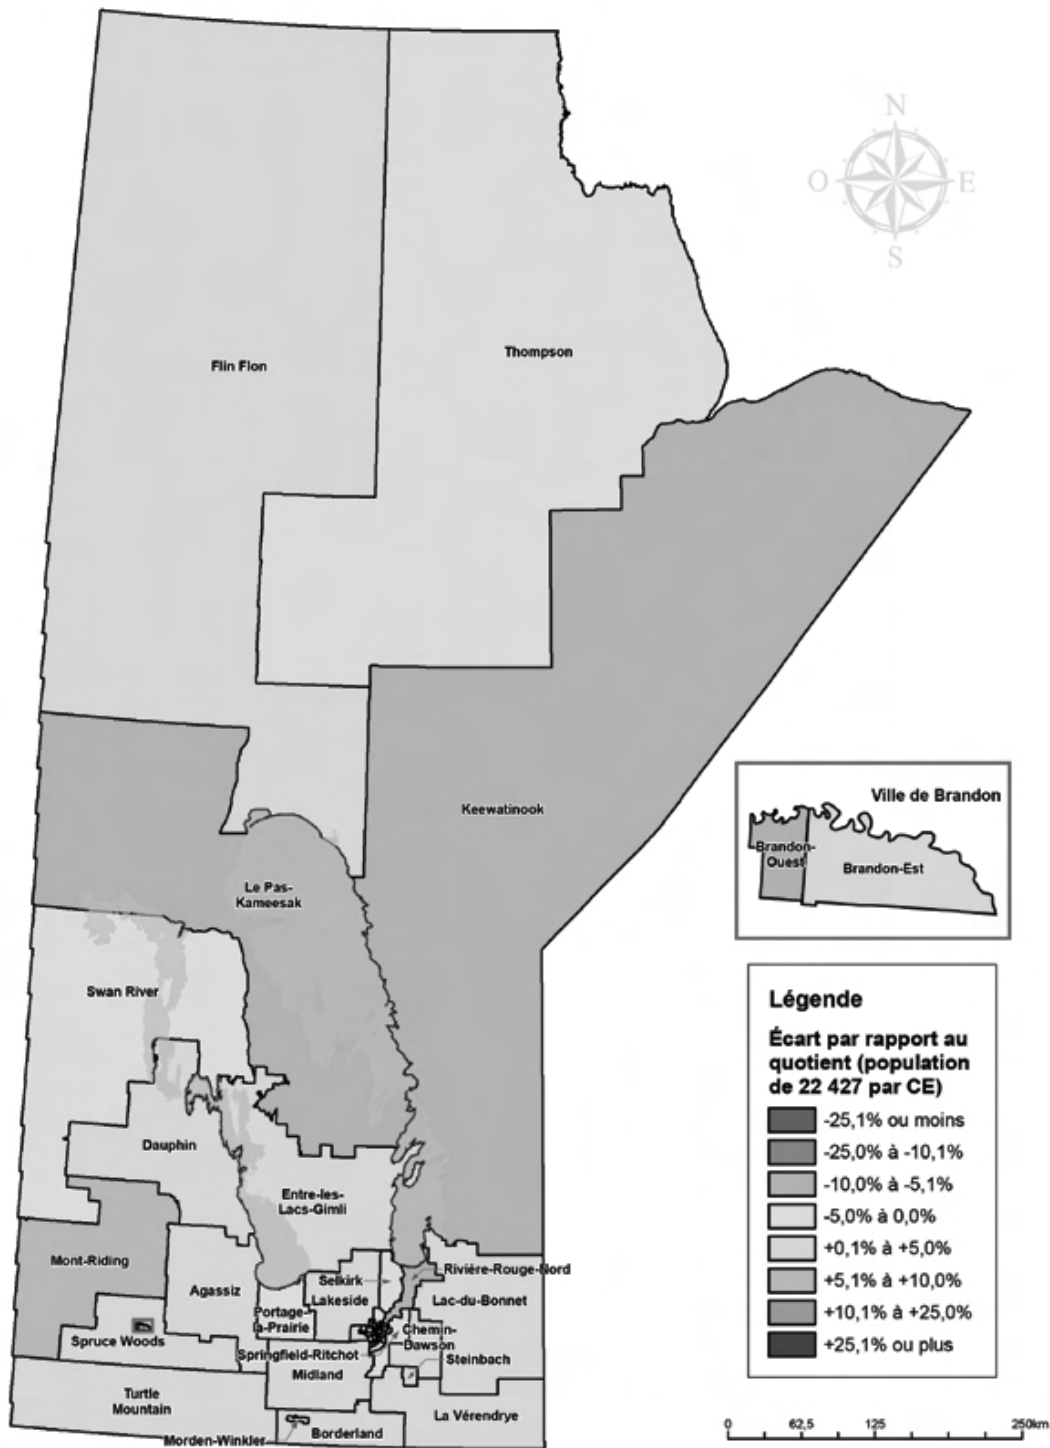 N
O
E
S
Flin Flon
Thompson
Keewatinook
Le Pas-
Kameesak
Ville de Brandon
Brandon-
Ouest
Brandon-Est
Swan River
Dauphin
Entre-les-
Lacs-Gimli
Mont-Riding
Agassiz
Selkirk
Lakeside
Rivière-Rouge-Nord
Lac-du-Bonnet
Portage-
la-Prairie
Chemin-
Dawson
Spruce Woods
Springfield-Ritchot
Steinbach
Midland
Turtle
Mountain
La Vérendrye
Morden-Winkler
Borderland
Légende
Écart par rapport au
quotient (population
de 22 427 par CE)
-25,1% ou moins
-25,0% à -10,1%
-10,0% à -5,1%
-5,0% à 0,0%
+0,1% à +5,0%
+5,1% à +10,0%
+10,1% à +25,0%
+25,1% ou plus
0 62,5 125 250km